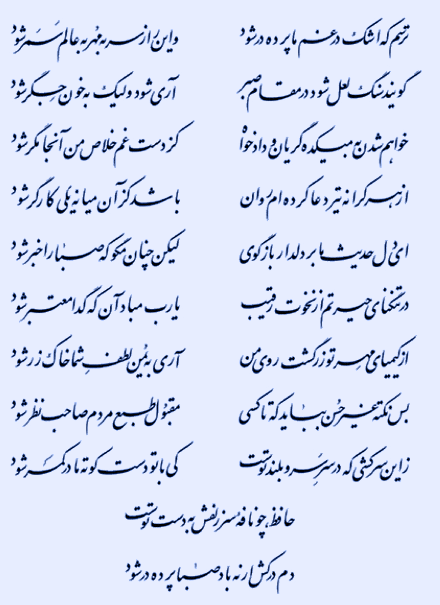 ترسم که اشک در غم ما پرده‌در شود وین راز سر به مهر به عالم سمر شود
گویند سنگ لعل شود در مقام صبر آری شود ولیک به خون جگر شود
خواهم شدن به میکده گریان و دادخواه کز دست غم خلاص من آنجا مگر شود
از هر کرانه تیر دعا کرده‌ام روان باشد کز آن میانه یکی کارگر شود
ای دل حدیث ما بر دلدار بازگوی لیکن چنان مگو که صبا را خبر شود
در تنگنای حیرتم از نخوت رقیب یارب مباد آن که گدا معتبر شود
از کیمیای مهر تو زر گشت روی من آری به یمن لطف شما خاک زر شود
بس نکته غیر حسن بباید که تا کسی مقبول طبع مردم صاحب نظر شود
زاین سرکشی که در سر سرو بلند توست کی با تو دست کوته ما در کمر شود
حافظ، چو نافهٔ سر زلفش به دست توست
دم درکش ار نه باد صبا پرده‌در شود